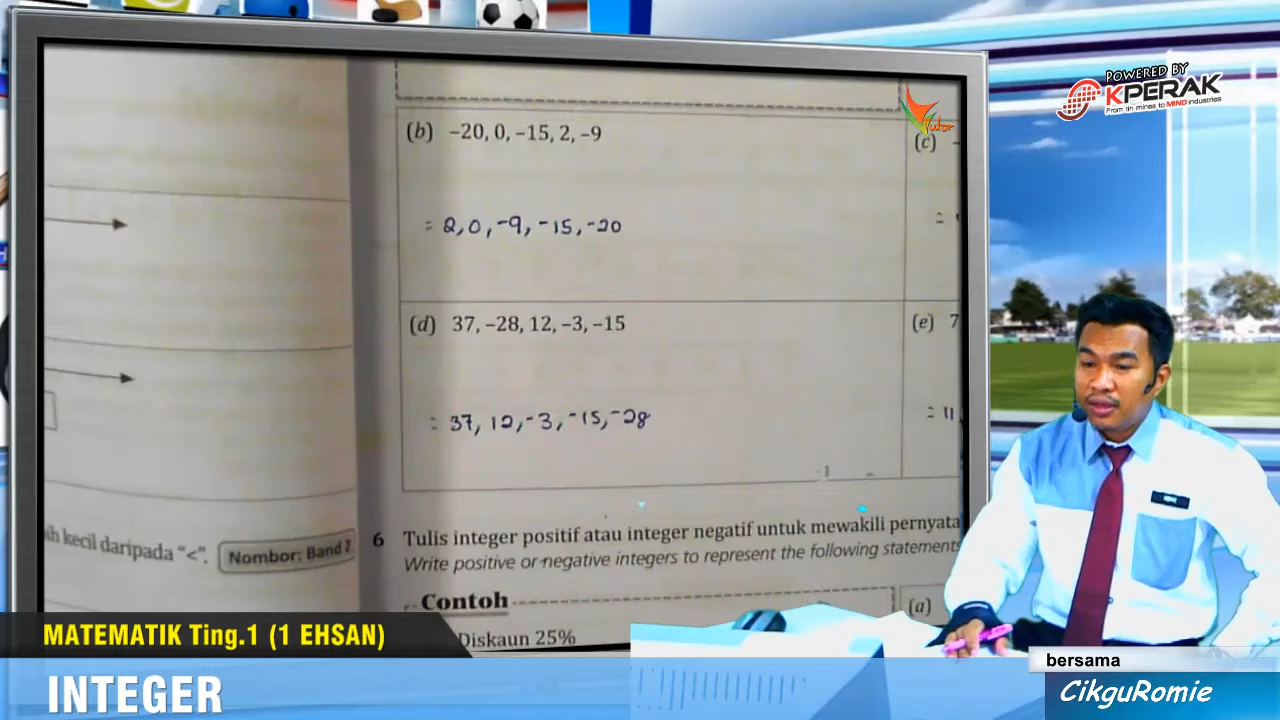 POWERED BY
KPERAK
From tin mines to MIND industries
Tutor
(b) –20, 0, –15, 2, –9
(c) –
= 2, 0, -9, -15, -20
=
(d) 37, –28, 12, –3, –15
(e) 7
= 37, 12, -3, -15, -28
= 11
kecil daripada "<".
Nombor: Band 2
6 Tulis integer positif atau integer negatif untuk mewakili pernyata
Write positive or negative integers to represent the following statements
Contoh
(a)
Diskaun 25%
MATEMATIK Ting.1 (1 EHSAN)
INTEGER
bersama
CikguRomie